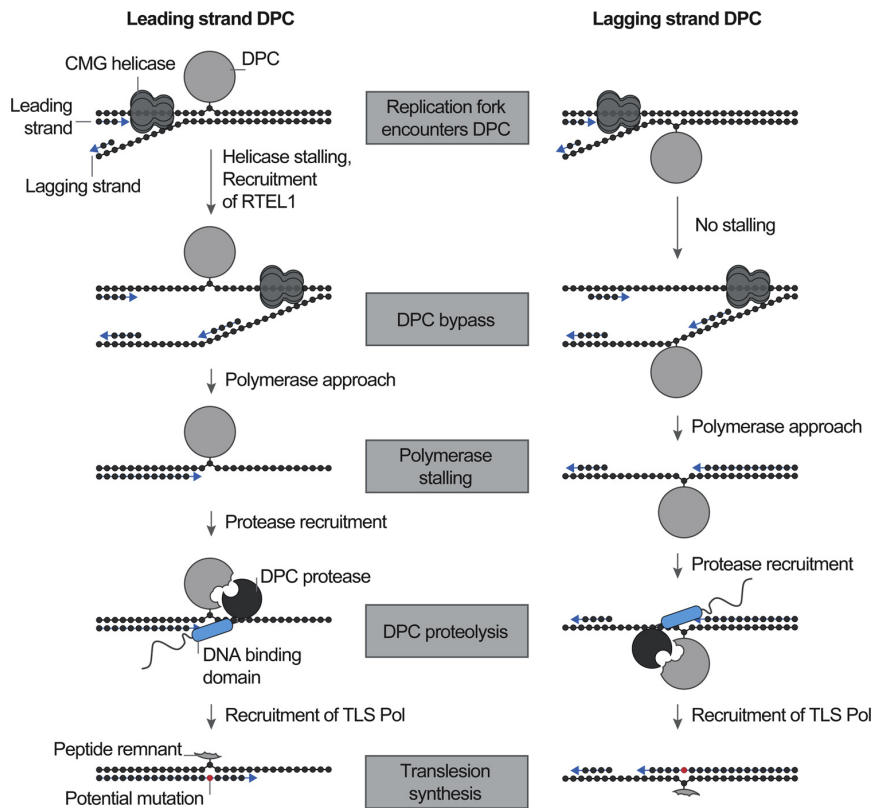 Leading strand DPC
Lagging strand DPC
CMG helicase
DPC
Leading
strand
Lagging strand
Replication fork
encounters DPC
Helicase stalling,
Recruitment
of RTEL1
No stalling
DPC bypass
Polymerase approach
Polymerase approach
Polymerase
stalling
Protease recruitment
Protease recruitment
DPC protease
DPC proteolysis
DNA binding
domain
Recruitment of TLS Pol
Recruitment of TLS Pol
Peptide remnant
Potential mutation
Translesion
synthesis